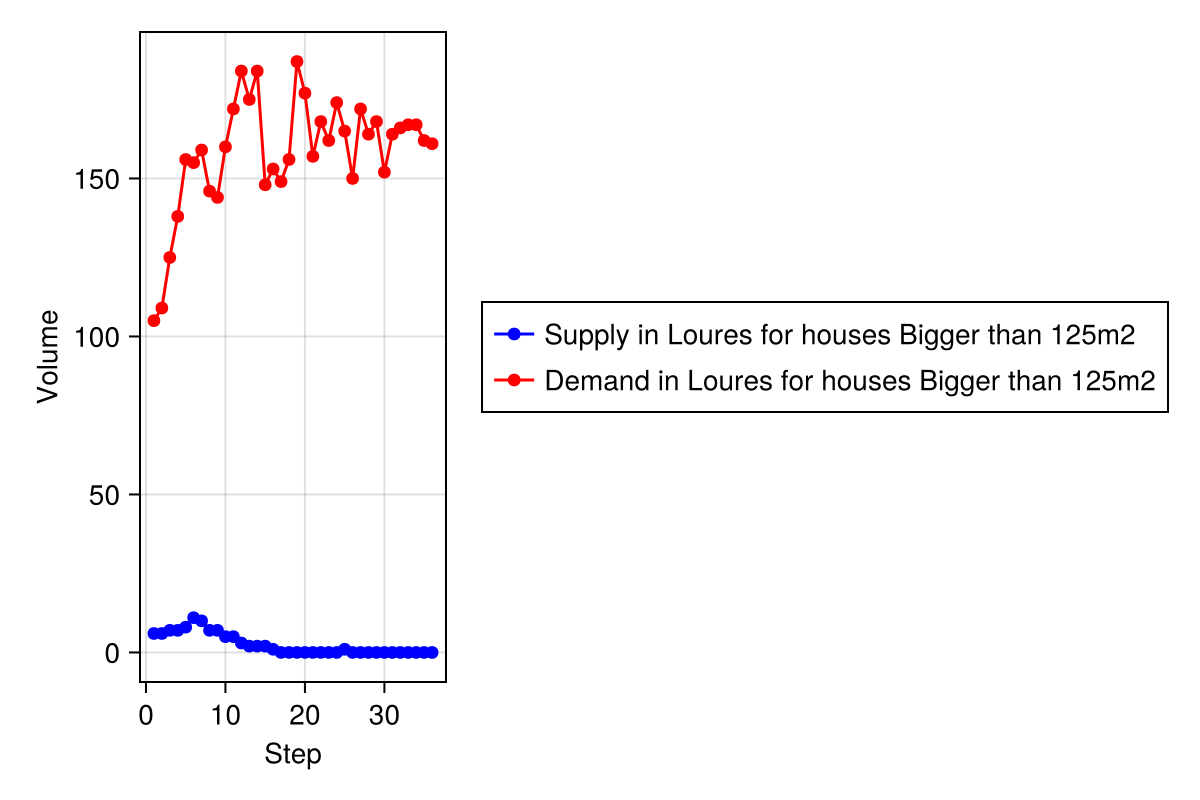 Volume
150
100
50
0
0 10 20 30
Step
Supply in Loures for houses Bigger than 125m2
Demand in Loures for houses Bigger than 125m2